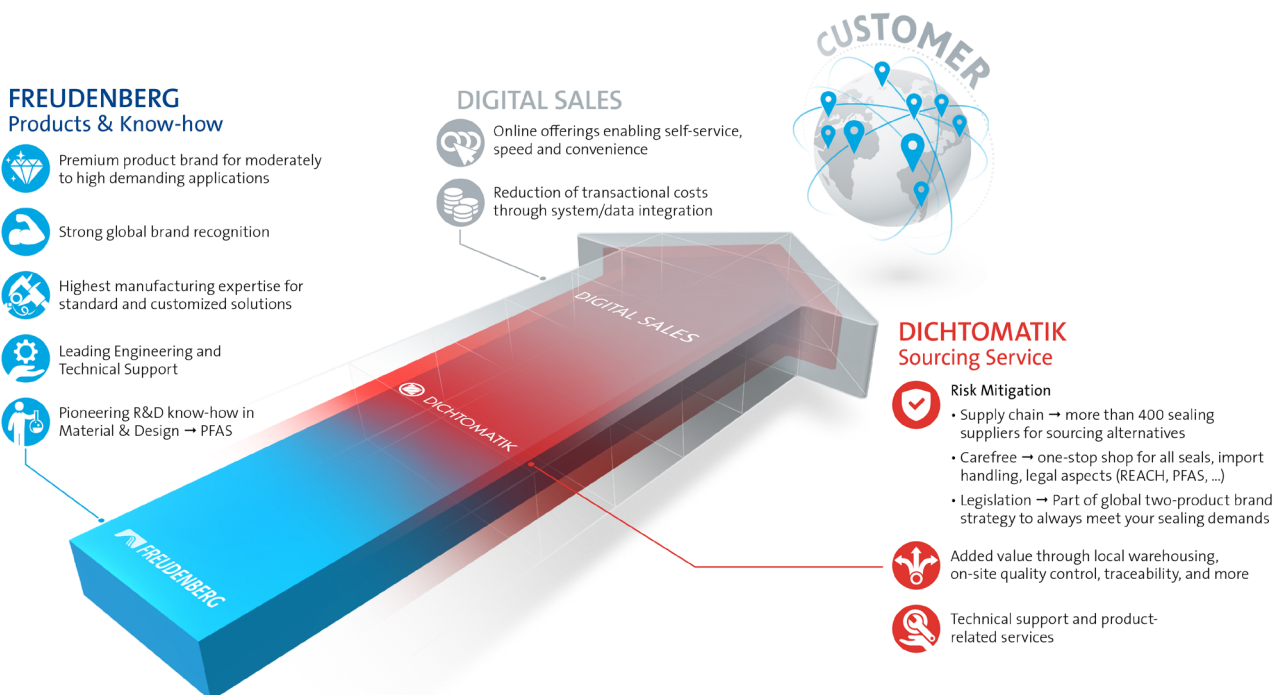 CUSTOMER
FREUDENBERG
Products & Know-how
Premium product brand for moderately
to high demanding applications
Strong global brand recognition
Highest manufacturing expertise for
standard and customized solutions
Leading Engineering and
Technical Support
Pioneering R&D know-how in
Material & Design → PFAS
DIGITAL SALES
Online offerings enabling self-service,
speed and convenience
Reduction of transactional costs
through system/data integration
DIGITAL SALES
DICHTOMATIK
FREUDENBERG
DICHTOMATIK
Sourcing Service
Risk Mitigation
• Supply chain → more than 400 sealing
suppliers for sourcing alternatives
• Carefree → one-stop shop for all seals, import
handling, legal aspects (REACH, PFAS, ...)
• Legislation → Part of global two-product brand
strategy to always meet your sealing demands
Added value through local warehousing,
on-site quality control, traceability, and more
Technical support and product-
related services